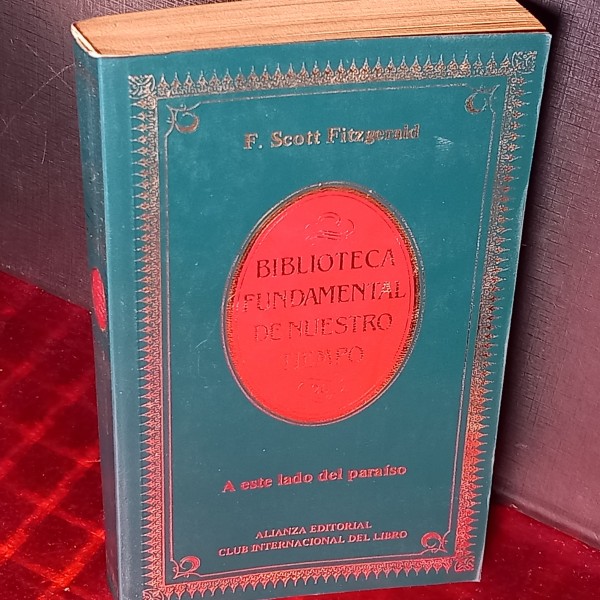 F. Scott Fitzgerald
BIBLIOTECA
FUNDAMENTAL
DE NUESTRO
TIEMPO
A este lado del paraíso
ALIANZA EDITORIAL
CLUB INTERNACIONAL DEL LIBRO